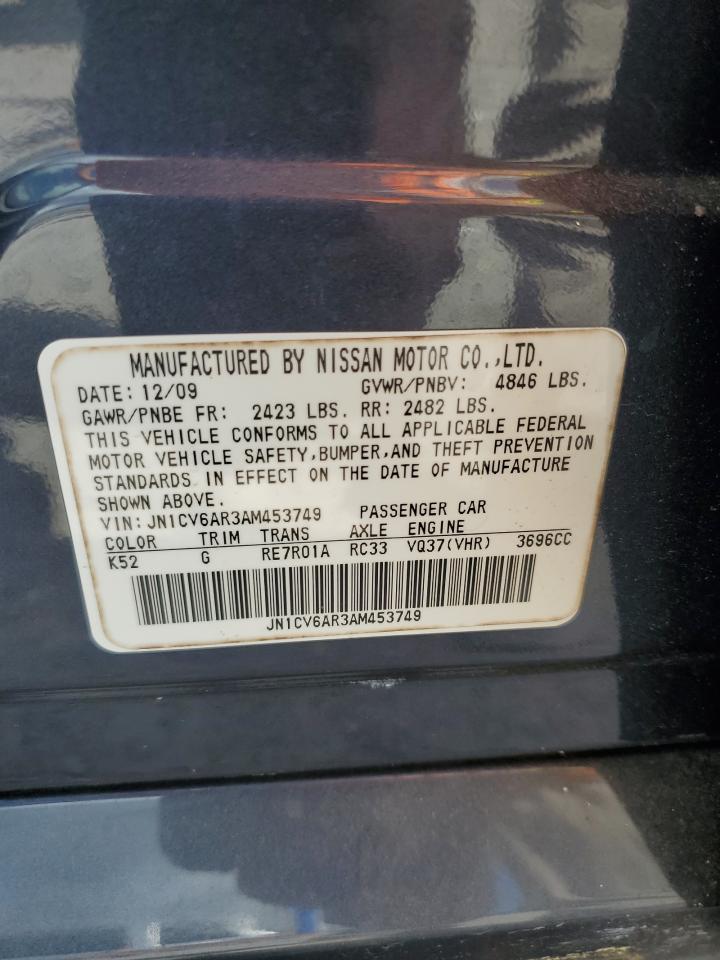 MANUFACTURED BY NISSAN MOTOR CO.,LTD.
DATE: 12/09 GVWR/PNBV: 4846 LBS.
GAWR/PNBE FR: 2423 LBS. RR: 2482 LBS.
THIS VEHICLE CONFORMS TO ALL APPLICABLE FEDERAL
MOTOR VEHICLE SAFETY,BUMPER,AND THEFT PREVENTION
STANDARDS IN EFFECT ON THE DATE OF MANUFACTURE
SHOWN ABOVE.
VIN:JN1CV6AR3AM453749 PASSENGER CAR
COLOR TRIM TRANS AXLE ENGINE
K52 G RE7R01A RC33 VQ37(VHR) 3696CC
JN1CV6AR3AM453749